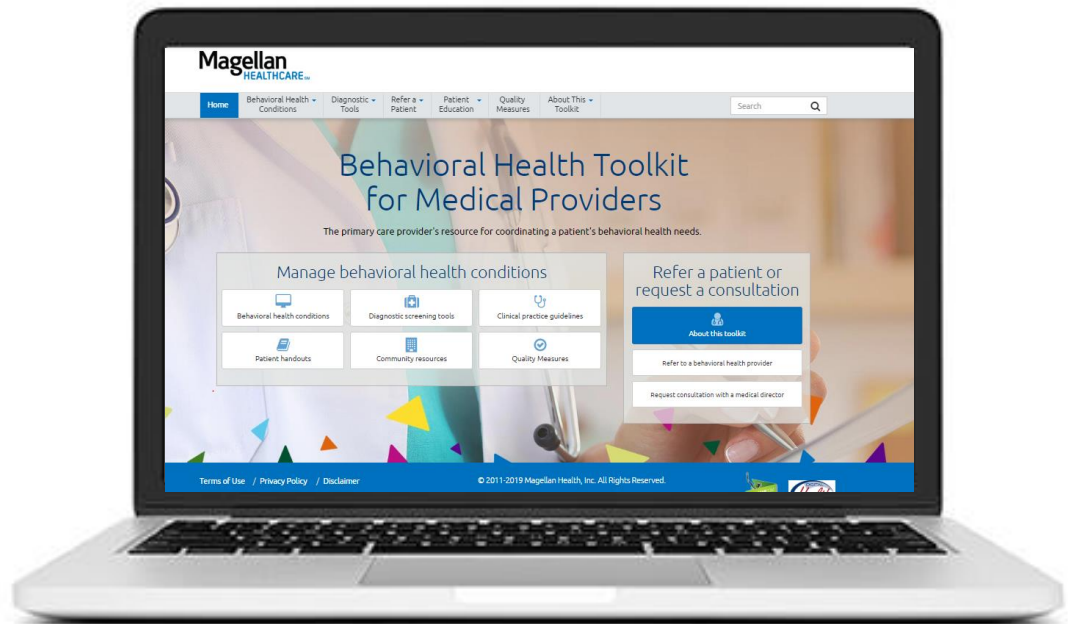 Magellan
HEALTHCARE℠
Home
Behavioral Health
Conditions
Diagnostic
Tools
Refer a
Patient
Patient
Education
Quality
Measures
About This
Toolkit
Search
Behavioral Health Toolkit
for Medical Providers
The primary care provider's resource for coordinating a patient's behavioral health needs.
Manage behavioral health conditions
Behavioral health conditions
Diagnostic screening tools
Clinical practice guidelines
Patient handouts
Community resources
Quality Measures
Refer a patient or
request a consultation
About this toolkit
Refer to a behavioral health provider
Request consultation with a medical director
Terms of Use / Privacy Policy / Disclaimer
© 2011-2019 Magellan Health, Inc. All Rights Reserved.